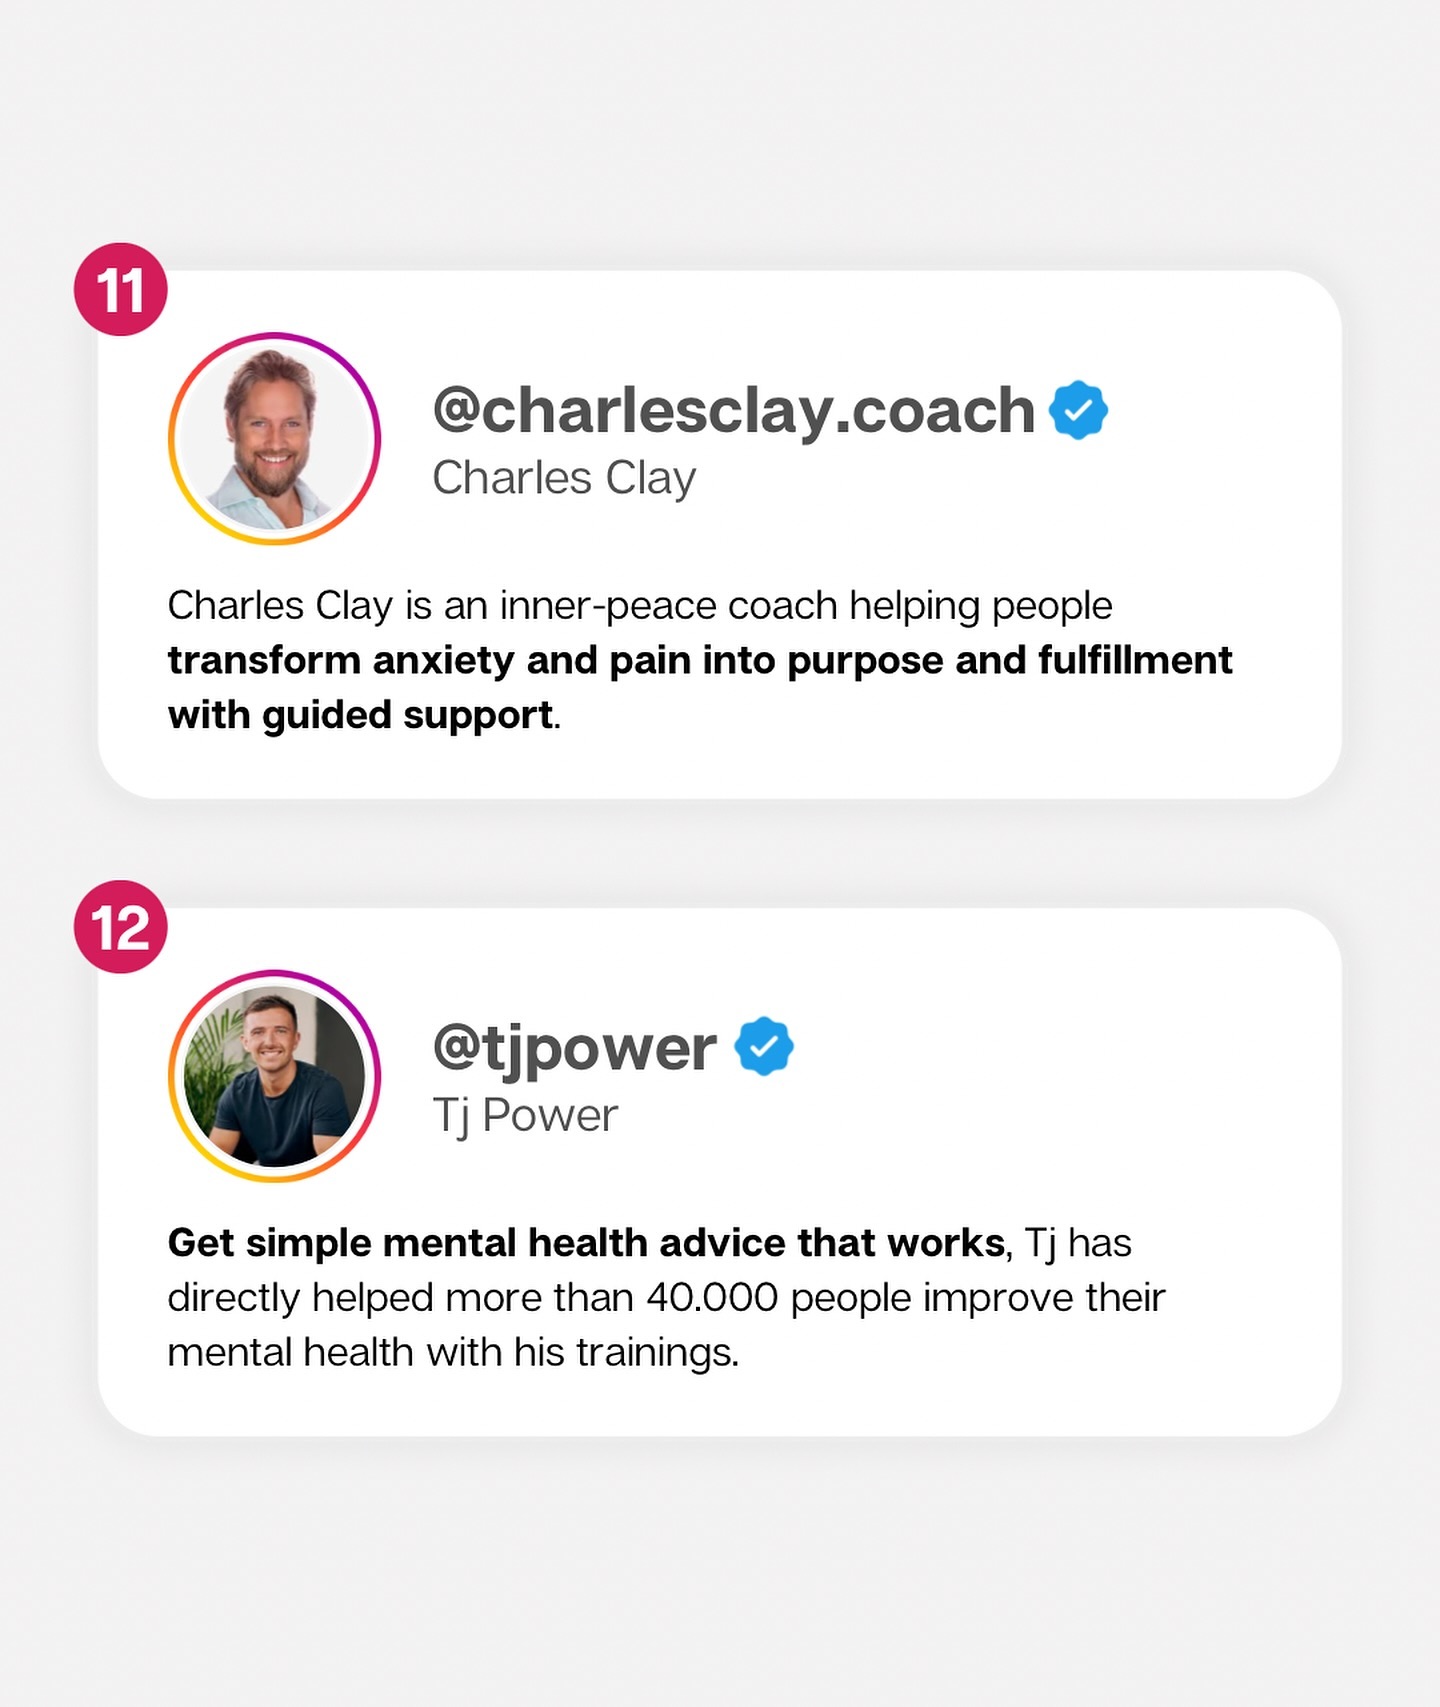 11
@charlesclay.coach
Charles Clay
Charles Clay is an inner-peace coach helping people
transform anxiety and pain into purpose and fulfillment
with guided support.
12
@tjpower
Tj Power
Get simple mental health advice that works, Tj has
directly helped more than 40.000 people improve their
mental health with his trainings.